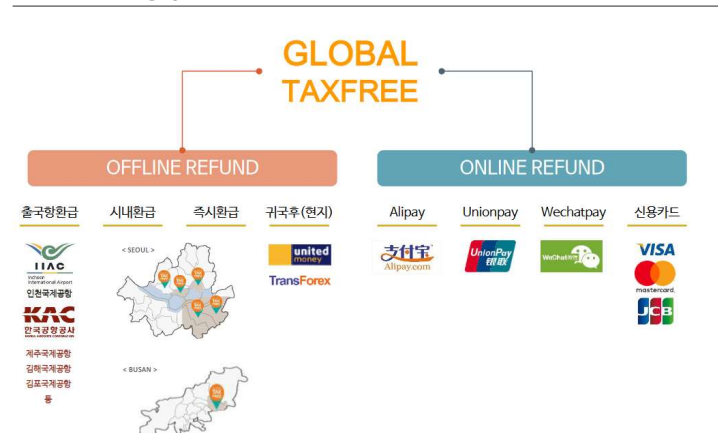 GLOBAL
TAXFREE
OFFLINE REFUND
ONLINE REFUND
출국항환급
시내환급
즉시환급
귀국후(현지)
Alipay
Unionpay
Wechatpay
신용카드
IIAC
Incheon
International Airport
인천국제공항
KAC
한국공항공사
제주국제공항
김해국제공항
김포국제공항
등
< SEOUL >
< BUSAN >
united
money
TransForex
支付宝
Alipay.com
UnionPay
银联
WeChat
VISA
mastercard.
JCB